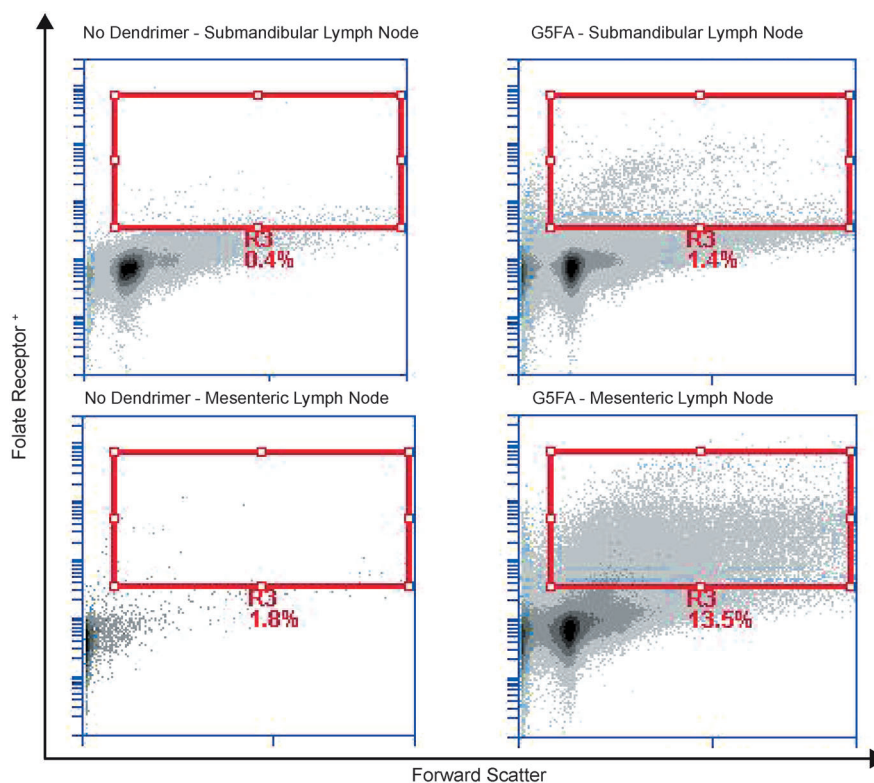 No Dendrimer - Submandibular Lymph Node
G5FA - Submandibular Lymph Node
R3
0.4%
R3
1.4%
No Dendrimer - Mesenteric Lymph Node
G5FA - Mesenteric Lymph Node
R3
1.8%
R3
13.5%
Folate Receptor +
Forward Scatter